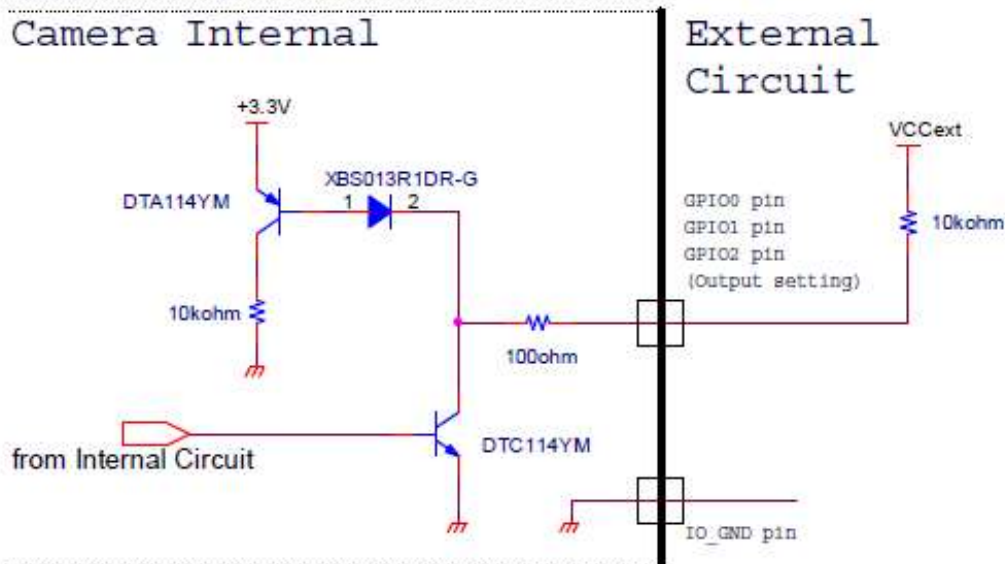 Camera Internal
External
Circuit
+3.3V
VCCext
XBS013R1DR-G
DTA114YM
1
2
GPIO0 pin
GPIO1 pin
10kohm
GPIO2 pin
(Output setting)
10kohm
100ohm
DTC114YM
from Internal Circuit
IO_GND pin